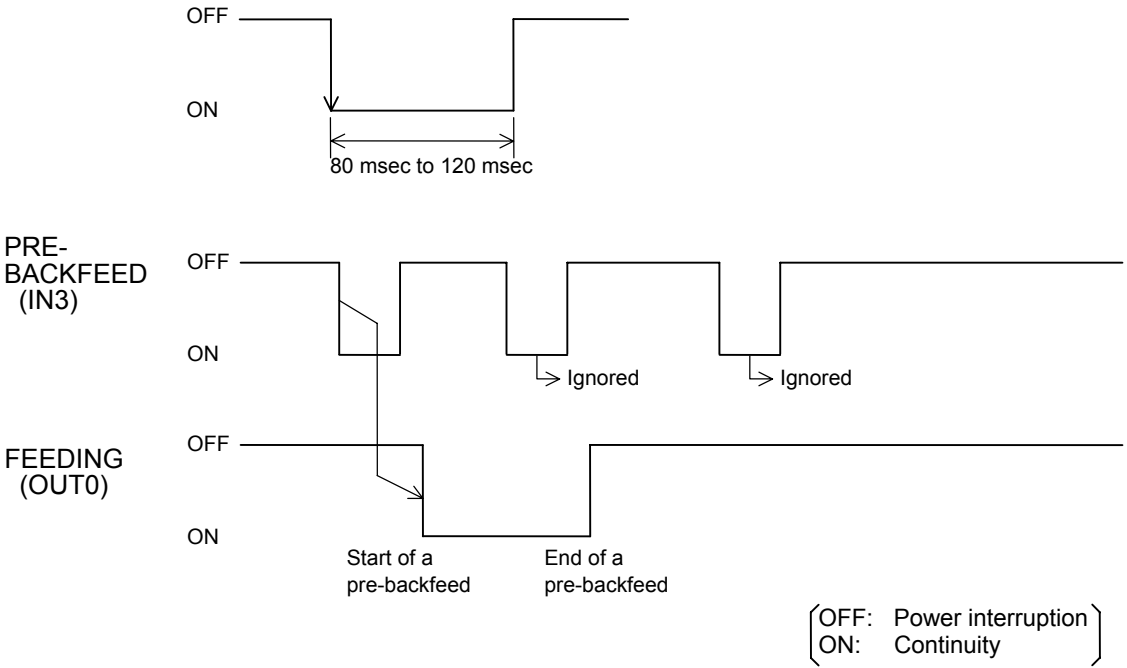 OFF
ON
80 msec to 120 msec
PRE-
BACKFEED
(IN3)
OFF
ON
Ignored
Ignored
FEEDING
(OUT0)
OFF
ON
Start of a
pre-backfeed
End of a
pre-backfeed
OFF: Power interruption
ON: Continuity